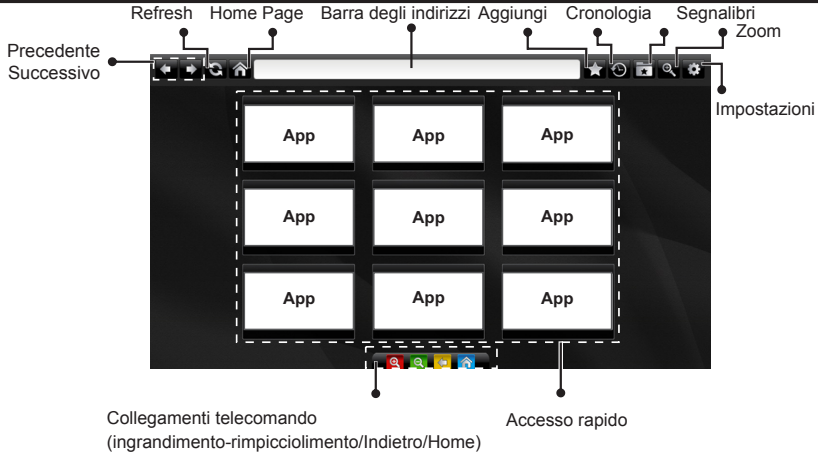 Refresh Home Page Barra degli indirizzi Aggiungi Cronologia Segnalibri
Zoom
Precedente
Successivo
Impostazioni
App App App
App App App
App App App
Collegamenti telecomando
(ingrandimento-rimpicciolimento/Indietro/Home)
Accesso rapido